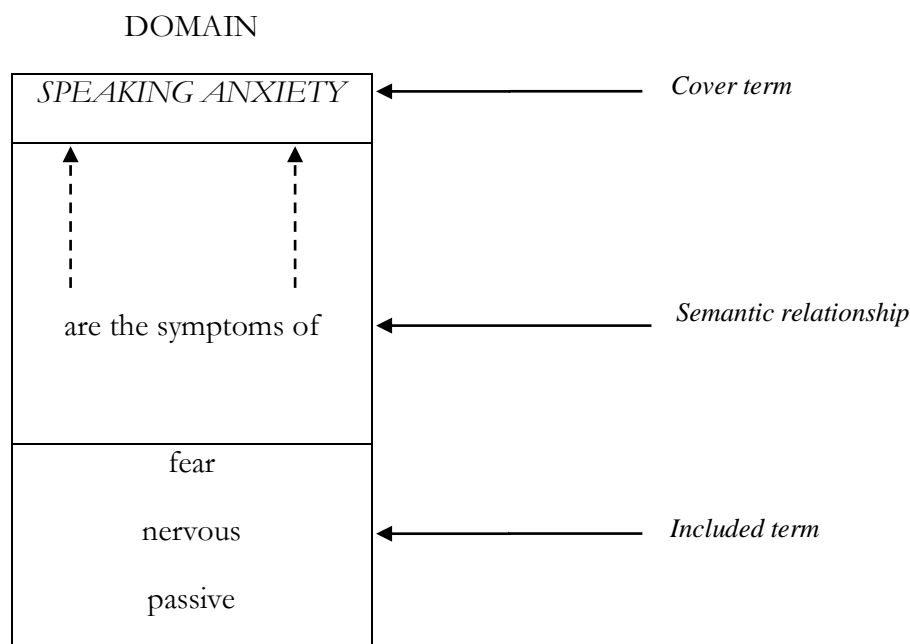 DOMAIN
SPEAKING ANXIETY
Cover term
are the symptoms of
Semantic relationship
fear
nervous
Included term
passive